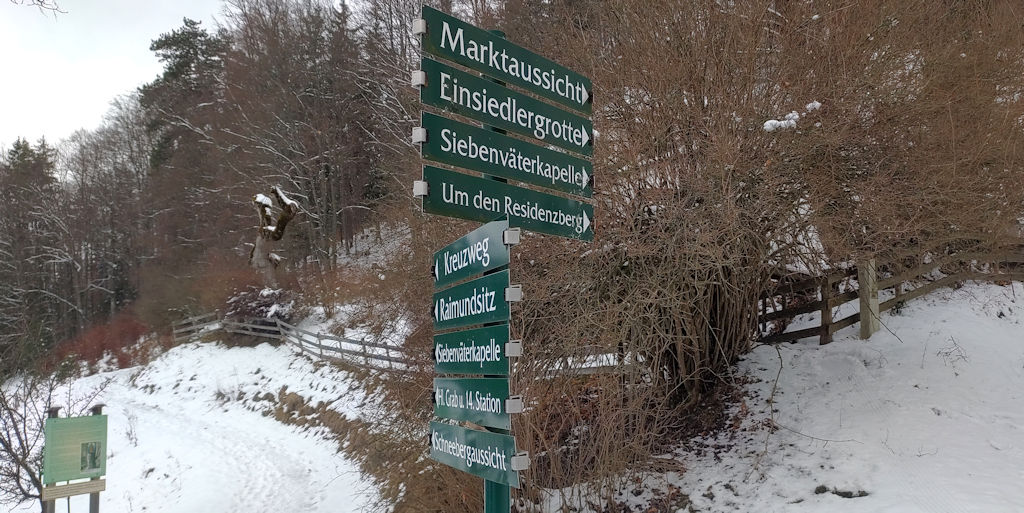 Marktaussicht
Einsiedlergrotte
Siebenväterkapelle
Um den Residenzberg
Kreuzweg
Raimundsitz
Siebenväterkapelle
Hl. Grab u. 14. Station
Schneebergaussicht